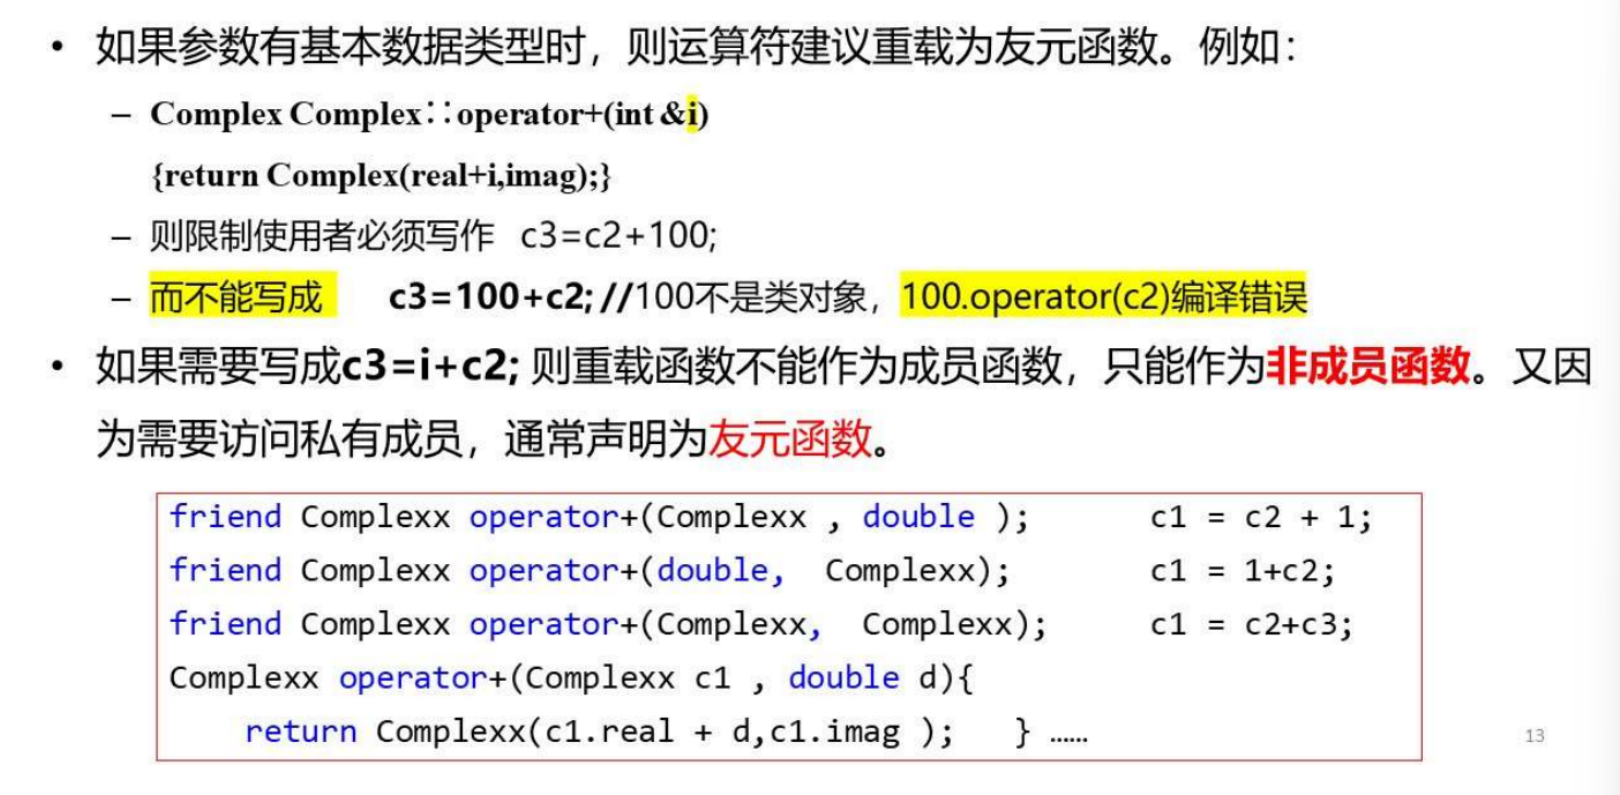 • 如果参数有基本数据类型时，则运算符建议重载为友元函数。例如：
– Complex Complex∷operator+(int &i)
{return Complex(real+i,imag);}
– 则限制使用者必须写作 c3=c2+100;
– 而不能写成 c3=100+c2; //100不是类对象，100.operator(c2)编译错误
• 如果需要写成c3=i+c2; 则重载函数不能作为成员函数，只能作为非成员函数。又因
为需要访问私有成员，通常声明为友元函数。
friend Complexx operator+(Complexx , double ); c1 = c2 + 1;
friend Complexx operator+(double, Complexx); c1 = 1+c2;
friend Complexx operator+(Complexx, Complexx); c1 = c2+c3;
Complexx operator+(Complexx c1 , double d){
return Complexx(c1.real + d,c1.imag ); } ……
13